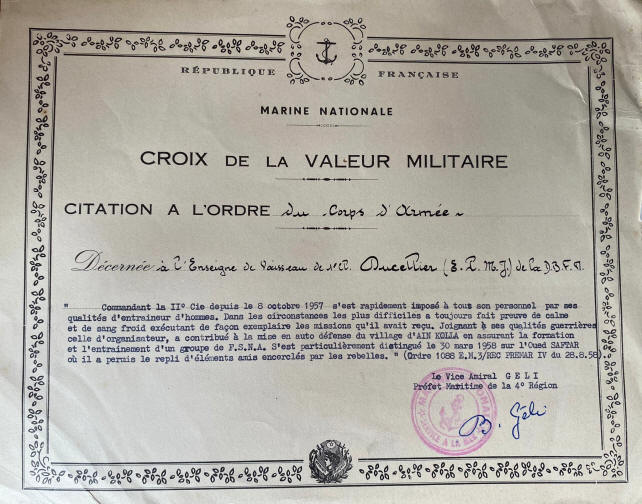 RÉPUBLIQUE FRANÇAISE
MARINE NATIONALE
CROIX DE LA VALEUR MILITAIRE
CITATION A L'ORDRE du Corps d'Armée
Décernée à l'Enseigne de Vaisseau de 1e cl. Ducellier (E. P. M. J.) de la D.B.F.M.
" Commandant la II° Cie depuis le 8 octobre 1957 s'est rapidement imposé à tous son personnel par ses
qualités d'entraineur d'hommes. Dans les circonstances les plus difficiles a toujours fait preuve de calme
et de sang froid exécutant de façon exemplaire les missions qu'il avait reçu. Joignant à ses qualités guerrières
celle d'organisateur, a contribué à la mise en auto défense du village d'AIN KOLLA en assurant la formation
et l'entrainement d'un groupe de F.S.N.A. S'est particulièrement distingué le 30 mars 1958 sur l'Oued SAFTAR
où il a permis le repli d'éléments amis encerclés par les rebelles. " (Ordre 1088 E.M.3/REC PREMAR IV du 28.8.58).
Le Vice Amiral GELI
Préfet Maritime de la 4° Région
B. Géli